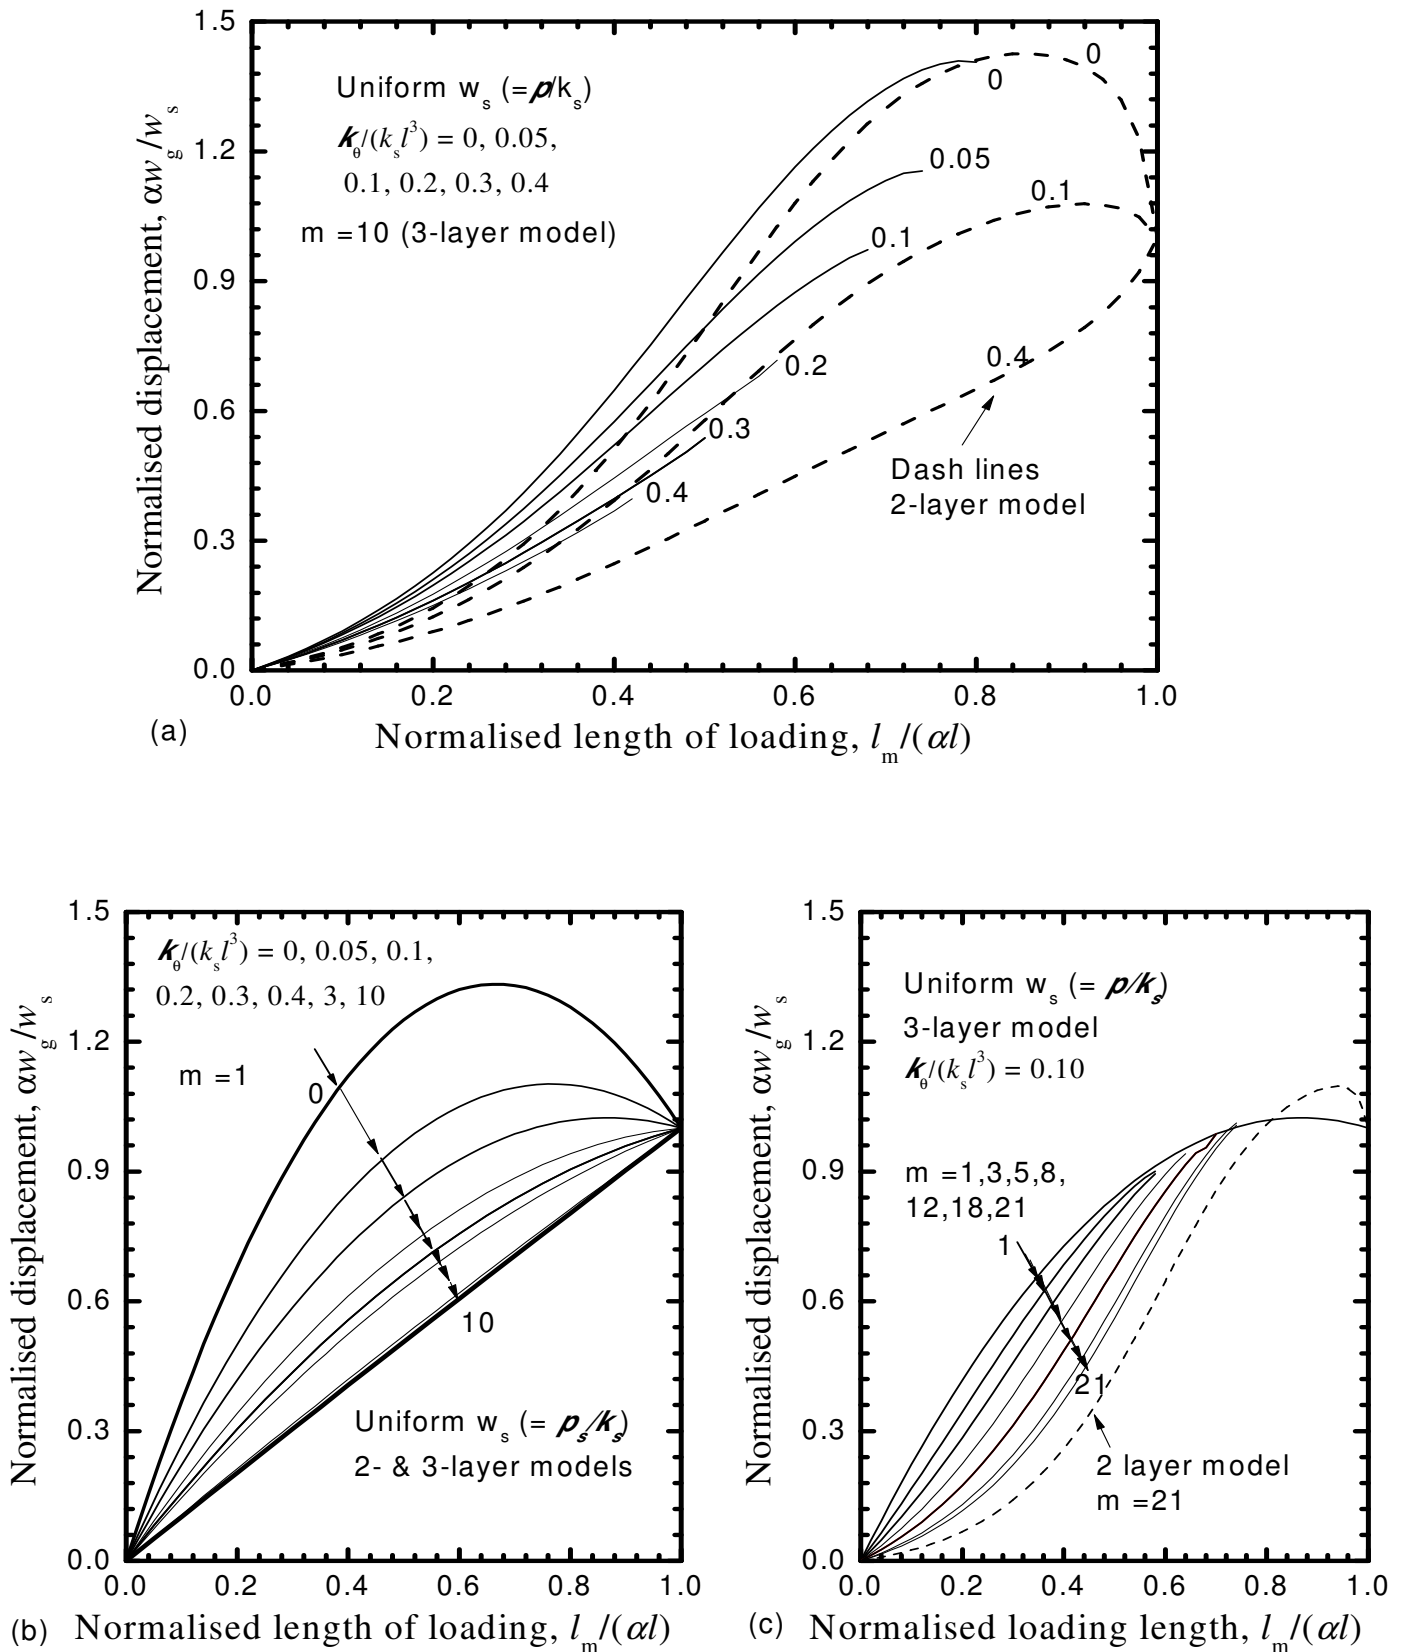 1.5
1.2
0.9
0.6
0.3
0.0
Normalised displacement, αw_g/w_s
Uniform w_s (= p/k_s)
k_θ/(k_s l^3) = 0, 0.05,
0.1, 0.2, 0.3, 0.4
m =10 (3-layer model)
0
0
0.05
0.1
0.1
0.2
0.4
0.3
0.4
Dash lines
2-layer model
0.0 0.2 0.4 0.6 0.8 1.0
(a) Normalised length of loading, l_m/(αl)
1.5
1.2
0.9
0.6
0.3
0.0
Normalised displacement, αw_g/w_s
k_θ/(k_s l^3) = 0, 0.05, 0.1,
0.2, 0.3, 0.4, 3, 10
m =1
0
10
Uniform w_s (= p_s/k_s)
2- & 3-layer models
0.0 0.2 0.4 0.6 0.8 1.0
(b) Normalised length of loading, l_m/(αl)
1.5
1.2
0.9
0.6
0.3
0.0
Normalised displacement, αw_g/w_s
Uniform w_s (= p/k_s)
3-layer model
k_θ/(k_s l^3) = 0.10
m =1,3,5,8,
12,18,21
1
21
2 layer model
m =21
0.0 0.2 0.4 0.6 0.8 1.0
(c) Normalised loading length, l_m/(αl)